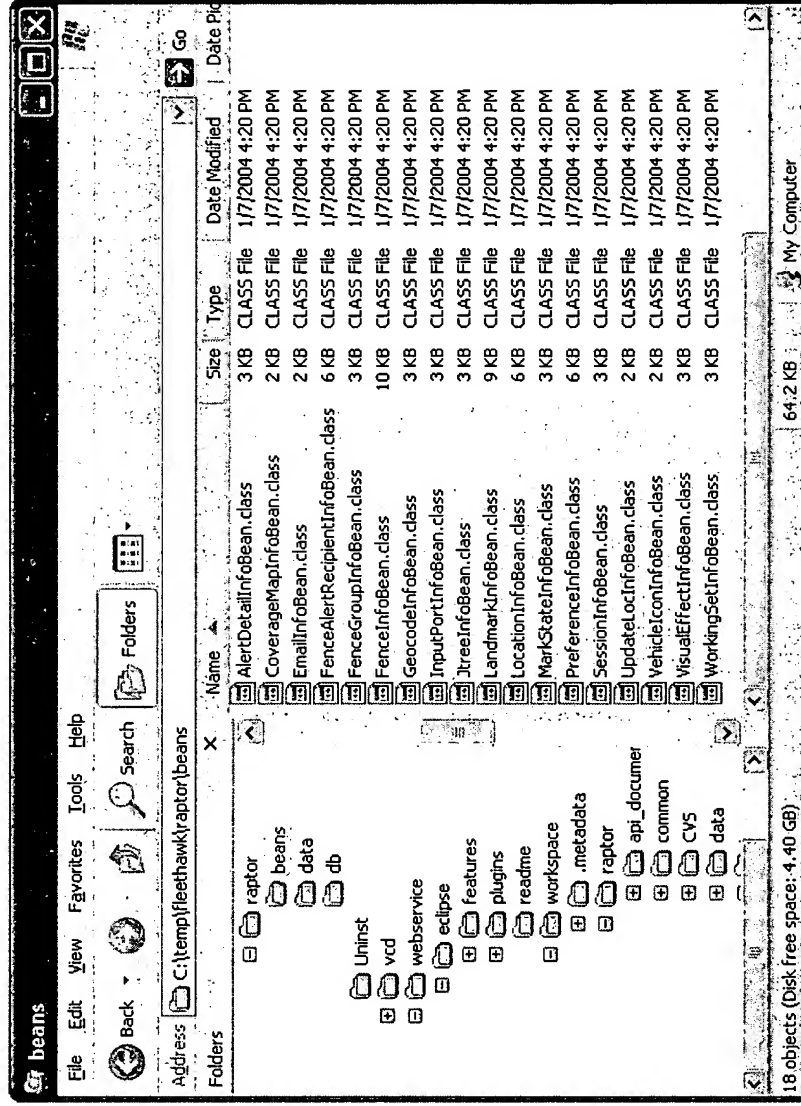 beans
File Edit View Favorites Tools Help
Back Search Folders
Address C:\temp\fleethawk\raptor\beans Go
Folders X
raptor
beans
data
db
Uninst
vcd
webservice
eclipse
features
plugins
readme
workspace
.metadata
raptor
api_documer
common
CVS
data
Name Size Type Date Modified Date Pic
AlertDetailInfoBean.class 3 KB CLASS File 1/7/2004 4:20 PM
CoverageMapInfoBean.class 2 KB CLASS File 1/7/2004 4:20 PM
EmailInfoBean.class 2 KB CLASS File 1/7/2004 4:20 PM
FenceAlertRecipientInfoBean.class 6 KB CLASS File 1/7/2004 4:20 PM
FenceGroupInfoBean.class 3 KB CLASS File 1/7/2004 4:20 PM
FenceInfoBean.class 10 KB CLASS File 1/7/2004 4:20 PM
GeocodeInfoBean.class 3 KB CLASS File 1/7/2004 4:20 PM
InputPortInfoBean.class 3 KB CLASS File 1/7/2004 4:20 PM
JtreeInfoBean.class 3 KB CLASS File 1/7/2004 4:20 PM
LandmarkInfoBean.class 9 KB CLASS File 1/7/2004 4:20 PM
LocationInfoBean.class 6 KB CLASS File 1/7/2004 4:20 PM
MarkStateInfoBean.class 3 KB CLASS File 1/7/2004 4:20 PM
PreferenceInfoBean.class 6 KB CLASS File 1/7/2004 4:20 PM
SessionInfoBean.class 3 KB CLASS File 1/7/2004 4:20 PM
UpdateLocInfoBean.class 2 KB CLASS File 1/7/2004 4:20 PM
VehicleIconInfoBean.class 2 KB CLASS File 1/7/2004 4:20 PM
VisualEffectInfoBean.class 3 KB CLASS File 1/7/2004 4:20 PM
WorkingSetInfoBean.class 3 KB CLASS File 1/7/2004 4:20 PM
18 objects (Disk free space: 4.40 GB) 64.2 KB My Computer